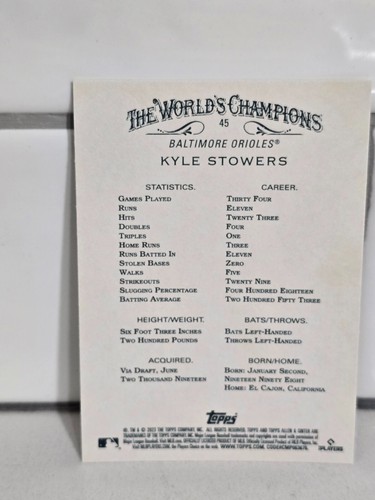 THE WORLD'S CHAMPIONS
45
BALTIMORE ORIOLES®
KYLE STOWERS
STATISTICS. CAREER.
GAMES PLAYED THIRTY FOUR
RUNS ELEVEN
HITS TWENTY THREE
DOUBLES FOUR
TRIPLES ONE
HOME RUNS THREE
RUNS BATTED IN ELEVEN
STOLEN BASES ZERO
WALKS FIVE
STRIKEOUTS TWENTY NINE
SLUGGING PERCENTAGE FOUR HUNDRED EIGHTEEN
BATTING AVERAGE TWO HUNDRED FIFTY THREE
HEIGHT/WEIGHT. BATS/THROWS.
SIX FOOT THREE INCHES BATS LEFT-HANDED
TWO HUNDRED POUNDS THROWS LEFT-HANDED
ACQUIRED. BORN/HOME.
VIA DRAFT, JUNE BORN: JANUARY SECOND,
TWO THOUSAND NINETEEN NINETEEN NINETY EIGHT
HOME: EL CAJON, CALIFORNIA
Topps
PLAYERS